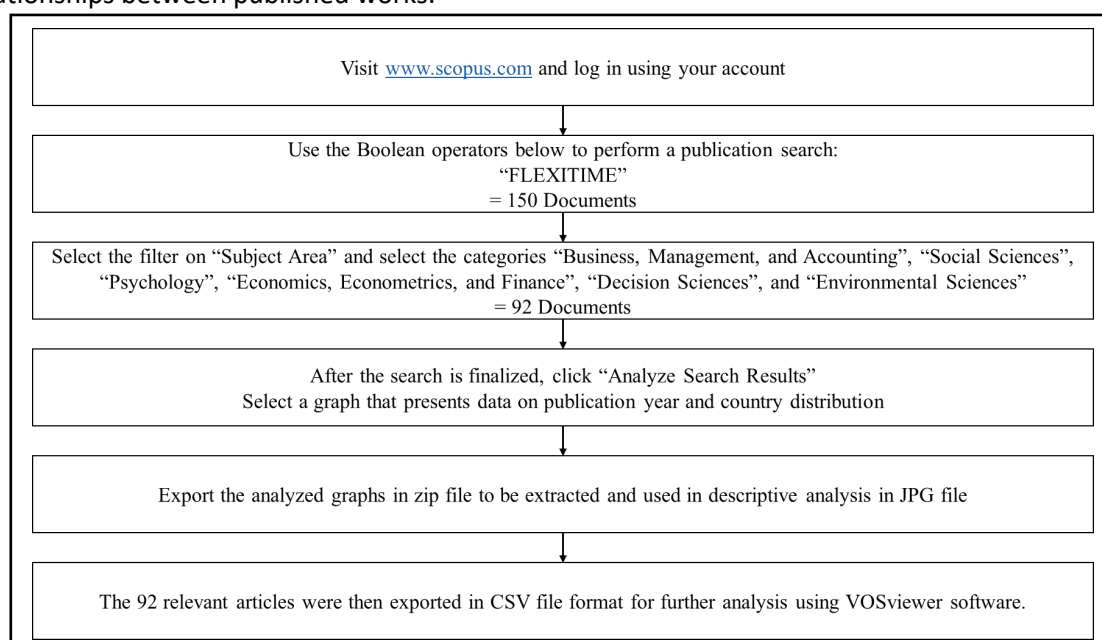 Visit www.scopus.com and log in using your account
Use the Boolean operators below to perform a publication search:
“FLEXITIME”
= 150 Documents
Select the filter on “Subject Area” and select the categories “Business, Management, and Accounting”, “Social Sciences”,
“Psychology”, “Economics, Econometrics, and Finance”, “Decision Sciences”, and “Environmental Sciences”
= 92 Documents
After the search is finalized, click “Analyze Search Results”
Select a graph that presents data on publication year and country distribution
Export the analyzed graphs in zip file to be extracted and used in descriptive analysis in JPG file
The 92 relevant articles were then exported in CSV file format for further analysis using VOSviewer software.